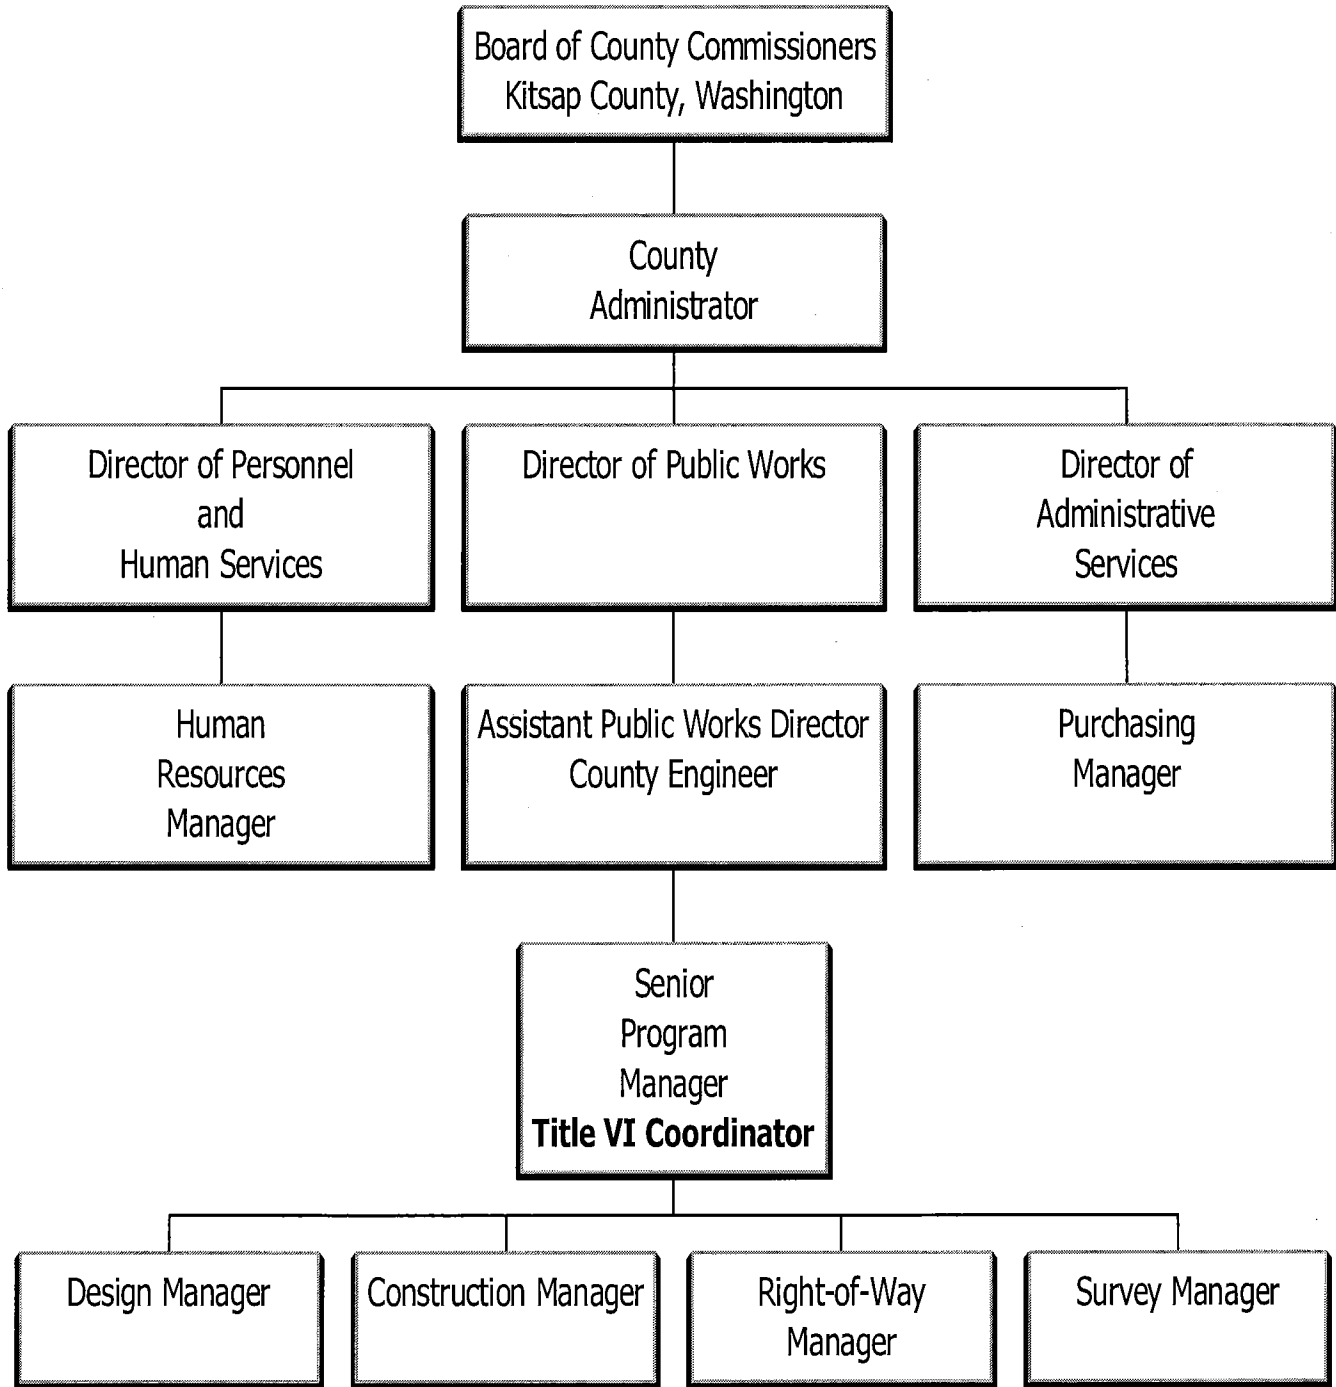 Board of County Commissioners
Kitsap County, Washington
County
Administrator
Director of Personnel
and
Human Services
Director of Public Works
Director of
Administrative
Services
Human
Resources
Manager
Assistant Public Works Director
County Engineer
Purchasing
Manager
Senior
Program
Manager
Title VI Coordinator
Design Manager
Construction Manager
Right-of-Way
Manager
Survey Manager